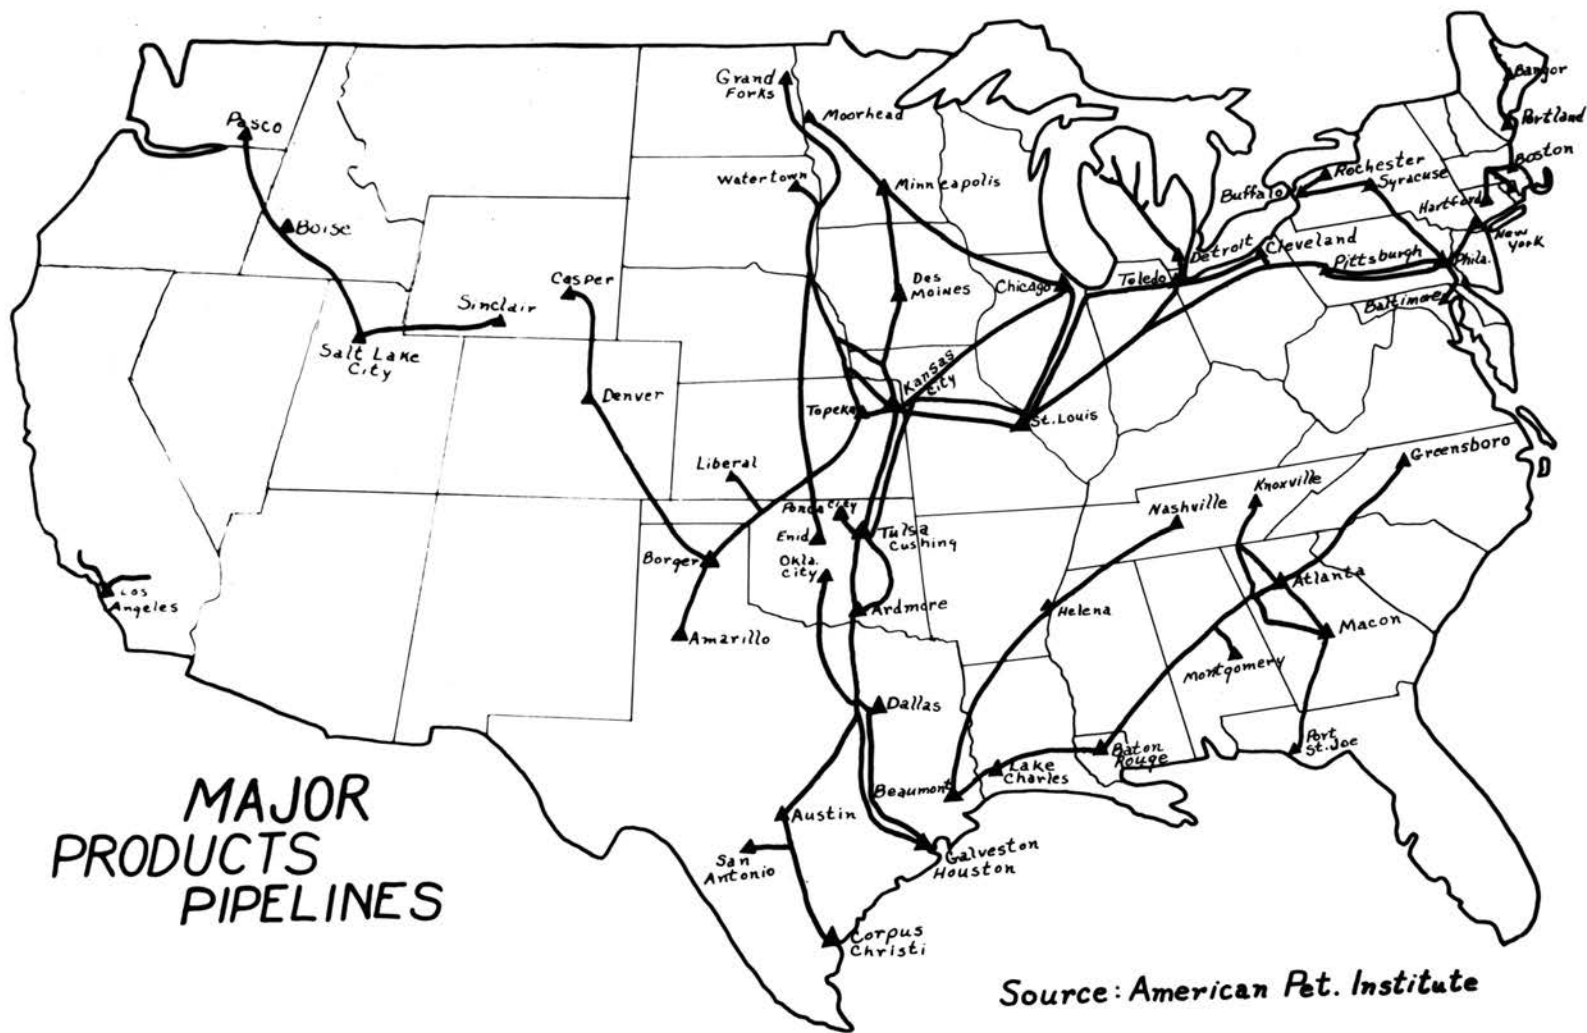 Grand
Forks
Moorhead
Bangor
Portland
Boston
Pasco
Watertown
Minneapolis
Rochester
Syracuse
Buffalo
Hartford
New
York
Boise
Detroit
Cleveland
Pittsburgh
Phila.
Casper
Des
Moines
Chicago
Toledo
Baltimore
Sinclair
Salt Lake
City
Denver
Kansas
City
Topeka
St. Louis
Liberal
Greensboro
Ponca City
Nashville
Knoxville
Enid
Tulsa
Cushing
Okla.
City
Borger
Los
Angeles
Atlanta
Ardmore
Helena
Amarillo
Macon
Montgomery
Dallas
Baton
Rouge
Port
St. Joe
Lake
Charles
Beaumont
MAJOR
PRODUCTS
PIPELINES
Austin
San
Antonio
Galveston
Houston
Corpus
Christi
Source: American Pet. Institute